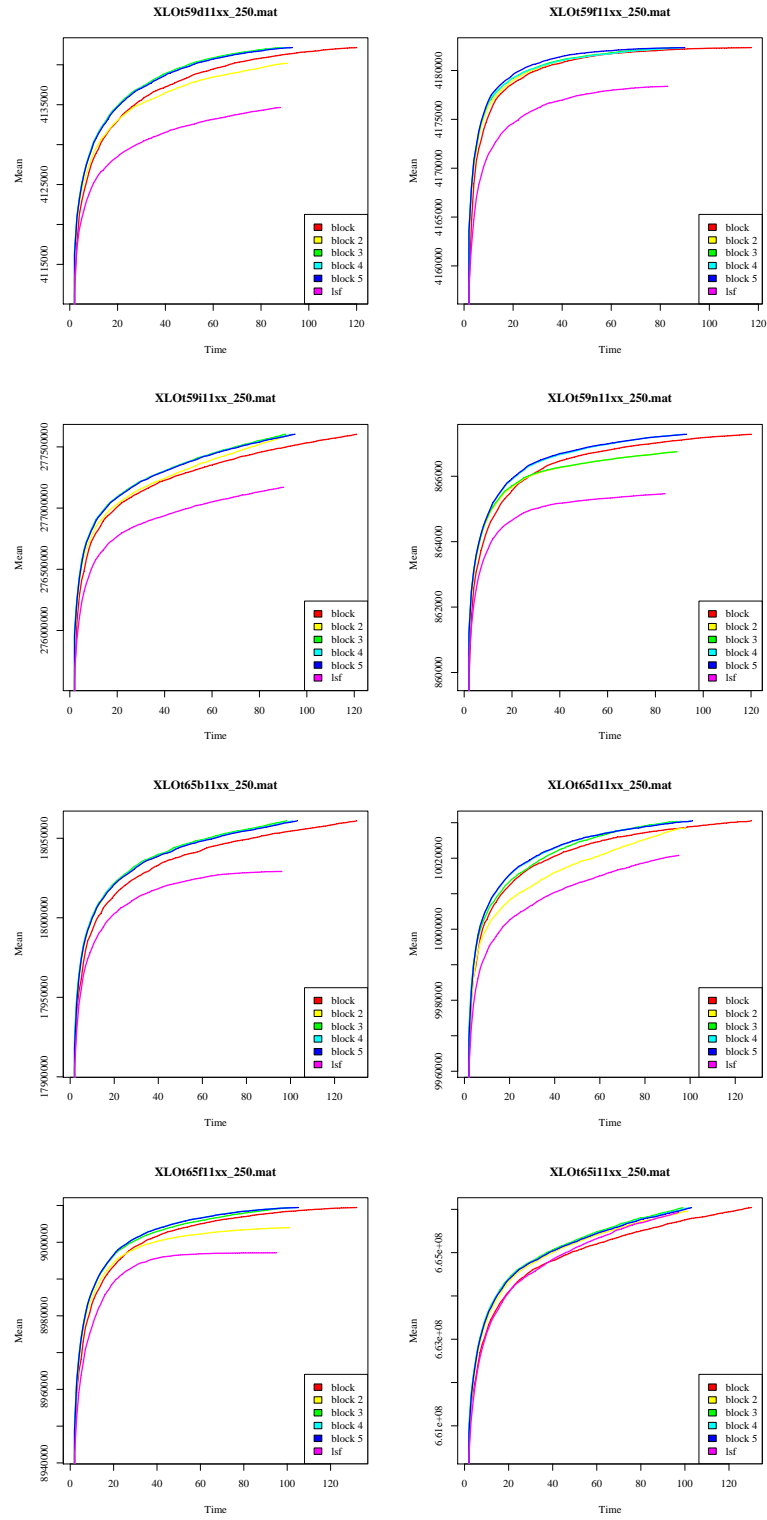 XLOt59d11xx_250.mat
Mean
4115000
4125000
4135000
block
block 2
block 3
block 4
block 5
lsf
0 20 40 60 80 100 120
Time
XLOt59f11xx_250.mat
Mean
4160000
4165000
4170000
4175000
4180000
block
block 2
block 3
block 4
block 5
lsf
0 20 40 60 80 100 120
Time
XLOt59i11xx_250.mat
Mean
276000000
276500000
277000000
277500000
block
block 2
block 3
block 4
block 5
lsf
0 20 40 60 80 100 120
Time
XLOt59n11xx_250.mat
Mean
860000
862000
864000
866000
block
block 2
block 3
block 4
block 5
lsf
0 20 40 60 80 100 120
Time
XLOt65b11xx_250.mat
Mean
17900000
17950000
18000000
18050000
block
block 2
block 3
block 4
block 5
lsf
0 20 40 60 80 100 120
Time
XLOt65d11xx_250.mat
Mean
9960000
9980000
10000000
10020000
block
block 2
block 3
block 4
block 5
lsf
0 20 40 60 80 100 120
Time
XLOt65f11xx_250.mat
Mean
8940000
8960000
8980000
9000000
block
block 2
block 3
block 4
block 5
lsf
0 20 40 60 80 100 120
Time
XLOt65i11xx_250.mat
Mean
6.61e+08
6.63e+08
6.65e+08
block
block 2
block 3
block 4
block 5
lsf
0 20 40 60 80 100 120
Time